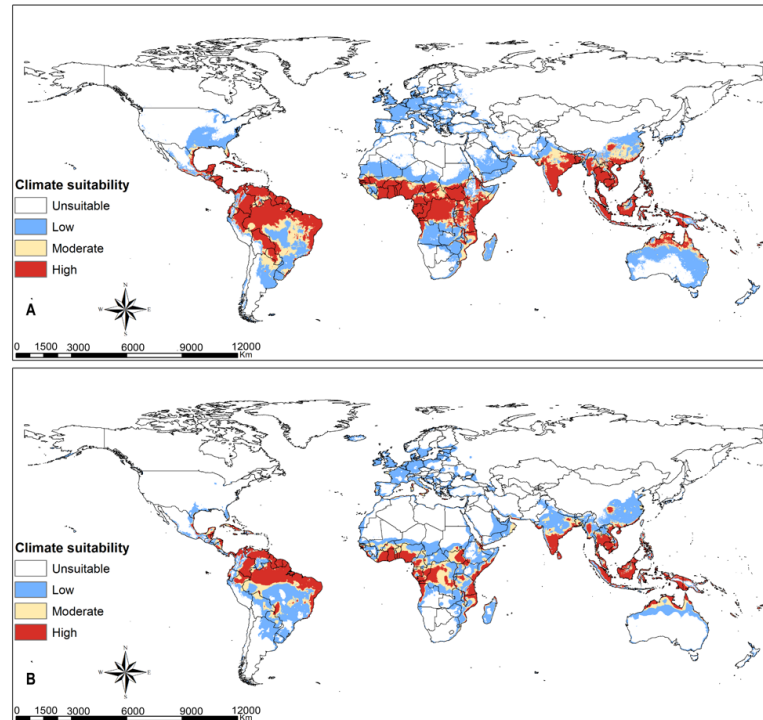 Climate suitability
Unsuitable
Low
Moderate
High
N
W E
S
A
0 1500 3000 6000 9000 12000
Km
Climate suitability
Unsuitable
Low
Moderate
High
N
W E
S
B
0 1500 3000 6000 9000 12000
Km